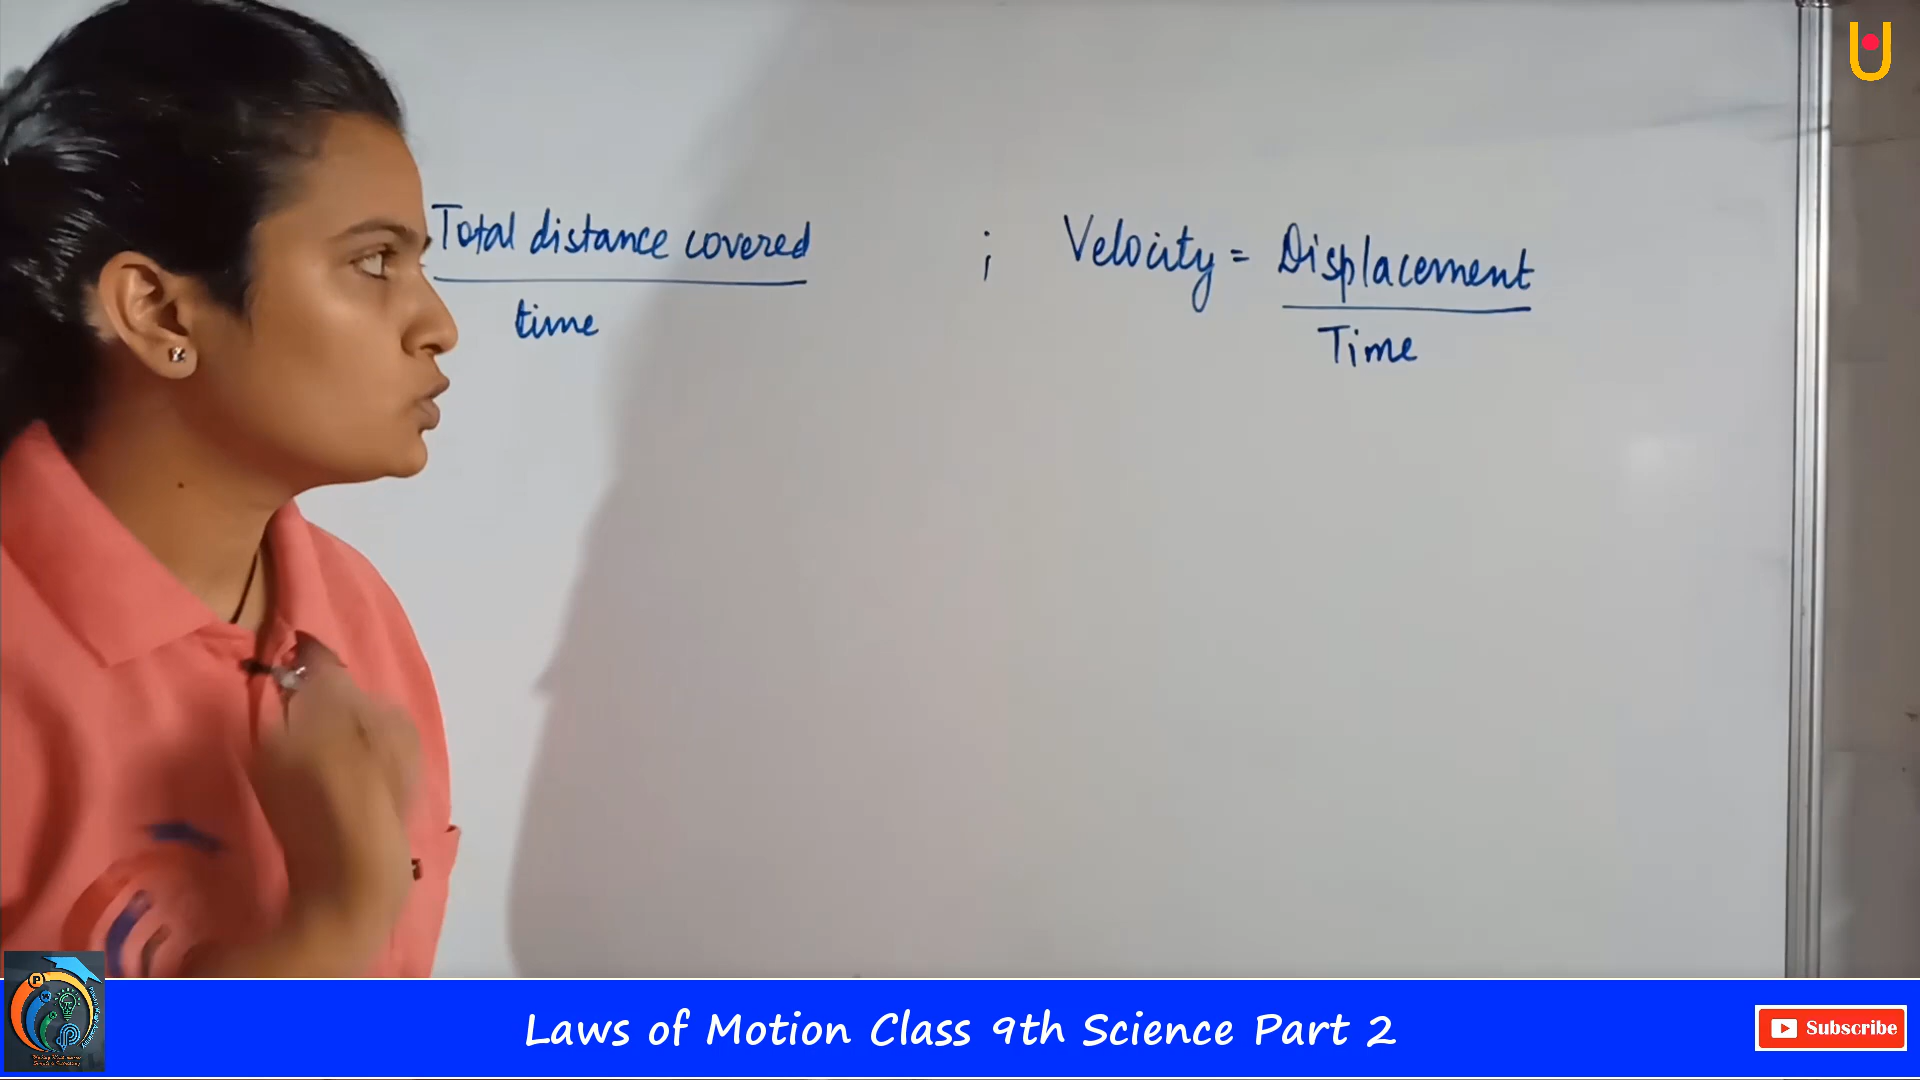 Total distance covered
time
; Velocity = Displacement
Time
Laws of Motion Class 9th Science Part 2
Subscribe